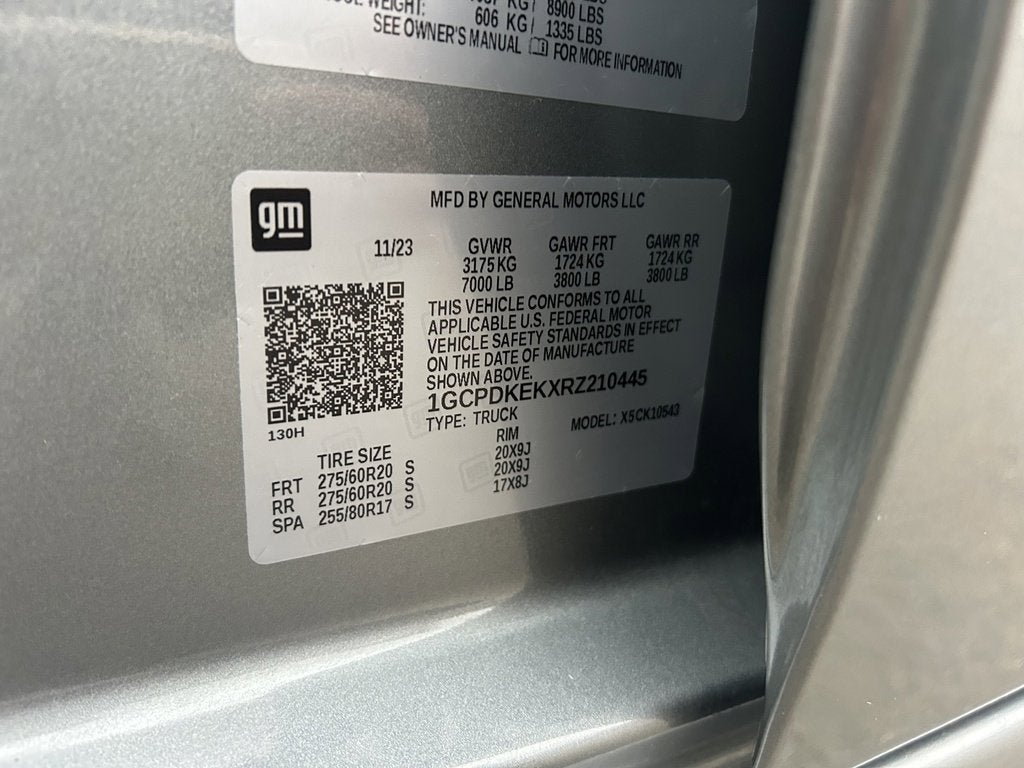 KG/ 8900 LBS
WEIGHT: 606 KG/ 1335 LBS
SEE OWNER'S MANUAL FOR MORE INFORMATION
gm
MFD BY GENERAL MOTORS LLC
11/23 GVWR GAWR FRT GAWR RR
3175 KG 1724 KG 1724 KG
7000 LB 3800 LB 3800 LB
THIS VEHICLE CONFORMS TO ALL
APPLICABLE U.S. FEDERAL MOTOR
VEHICLE SAFETY STANDARDS IN EFFECT
ON THE DATE OF MANUFACTURE
SHOWN ABOVE.
1GCPDKEKXRZ210445
TYPE: TRUCK MODEL: X5CK10543
130H
TIRE SIZE RIM
FRT 275/60R20 S 20X9J
RR 275/60R20 S 20X9J
SPA 255/80R17 S 17X8J